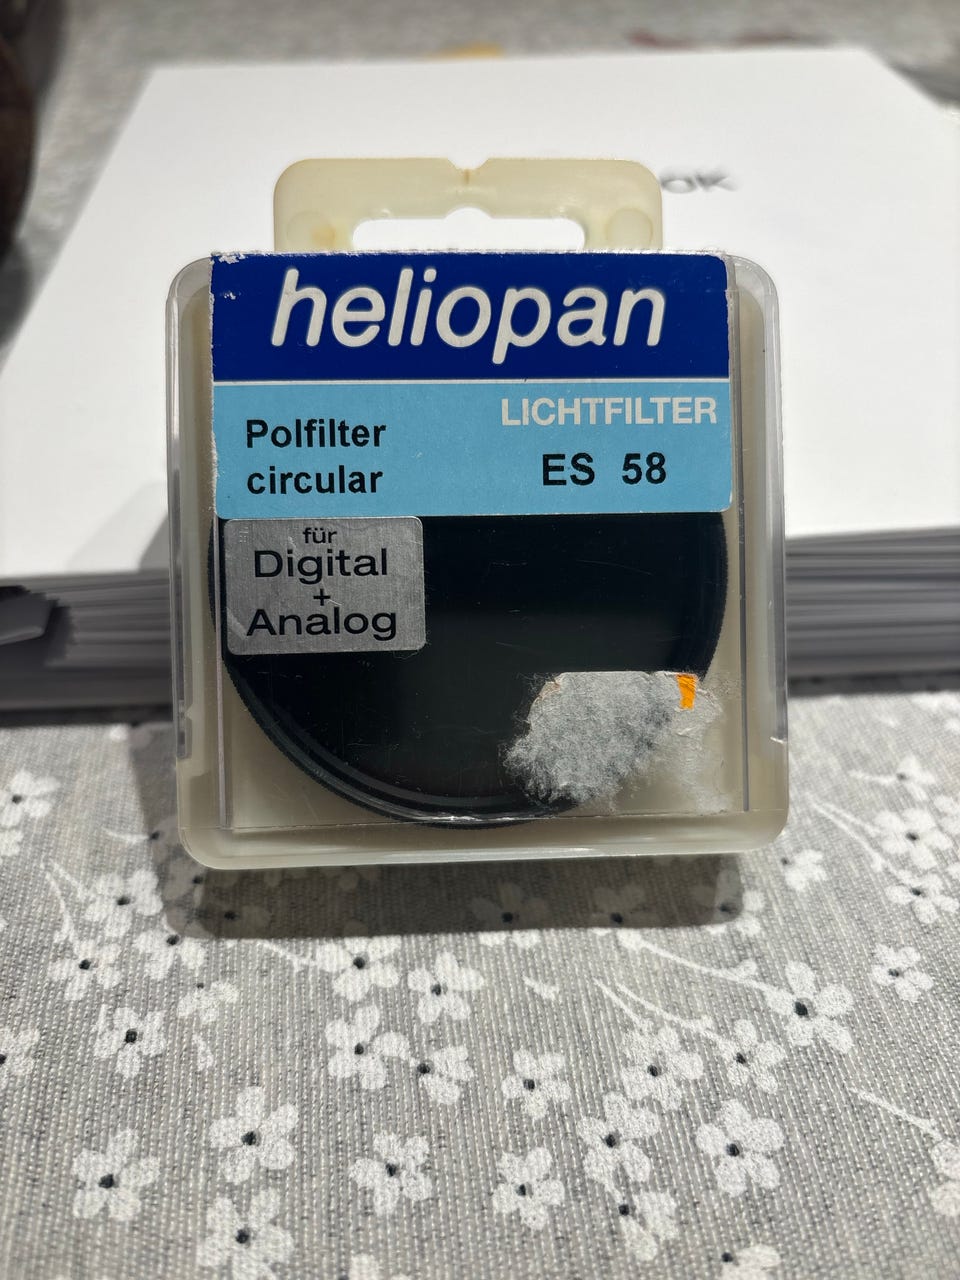 heliopan
LICHTFILTER
Polfilter
circular
ES 58
für
Digital
+
Analog